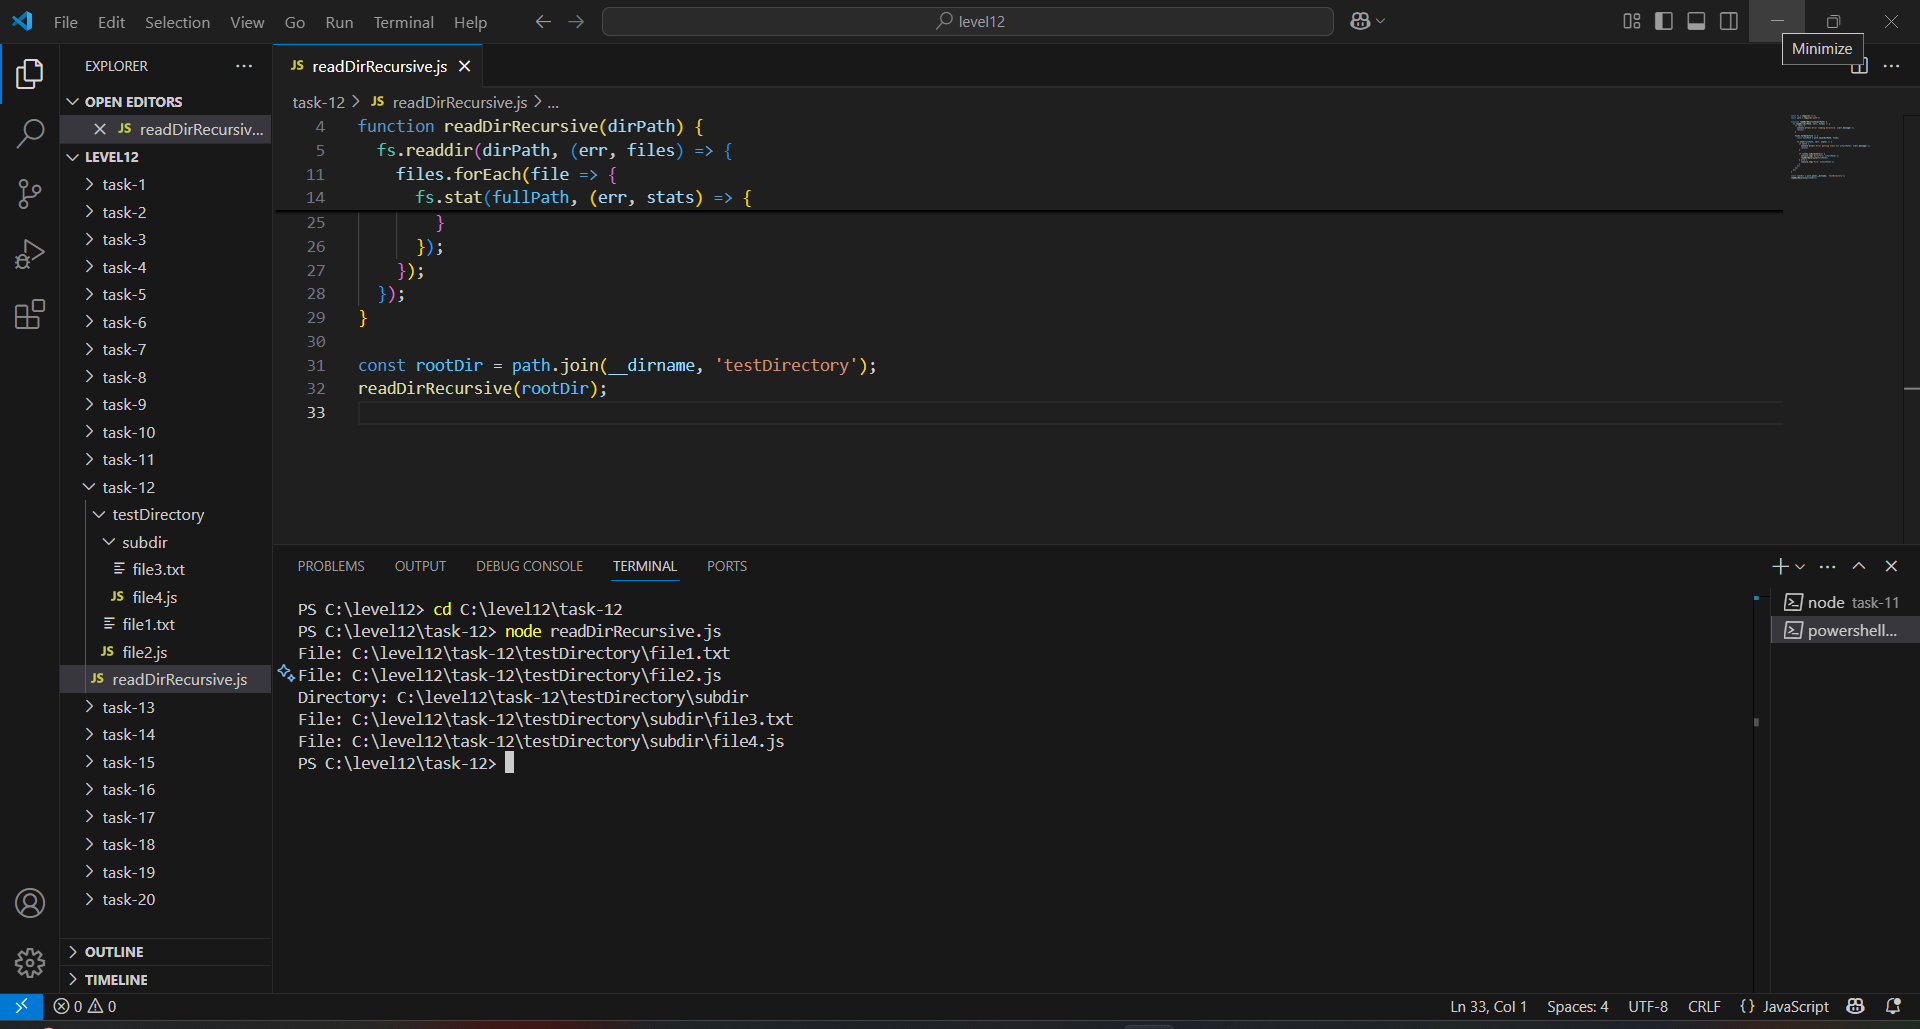 File Edit Selection View Go Run Terminal Help
level12
Minimize
EXPLORER
OPEN EDITORS
JS readDirRecursiv...
LEVEL12
task-1
task-2
task-3
task-4
task-5
task-6
task-7
task-8
task-9
task-10
task-11
task-12
testDirectory
subdir
file3.txt
JS file4.js
file1.txt
JS file2.js
JS readDirRecursive.js
task-13
task-14
task-15
task-16
task-17
task-18
task-19
task-20
OUTLINE
TIMELINE
JS readDirRecursive.js
task-12 > JS readDirRecursive.js > ...
4 function readDirRecursive(dirPath) {
5 fs.readdir(dirPath, (err, files) => {
11 files.forEach(file => {
14 fs.stat(fullPath, (err, stats) => {
25 }
26 });
27 });
28 });
29 }
30
31 const rootDir = path.join(__dirname, 'testDirectory');
32 readDirRecursive(rootDir);
33
PROBLEMS OUTPUT DEBUG CONSOLE TERMINAL PORTS
PS C:\level12> cd C:\level12\task-12
PS C:\level12\task-12> node readDirRecursive.js
File: C:\level12\task-12\testDirectory\file1.txt
File: C:\level12\task-12\testDirectory\file2.js
Directory: C:\level12\task-12\testDirectory\subdir
File: C:\level12\task-12\testDirectory\subdir\file3.txt
File: C:\level12\task-12\testDirectory\subdir\file4.js
PS C:\level12\task-12>
node task-11
powershell...
0 0
Ln 33, Col 1 Spaces: 4 UTF-8 CRLF {} JavaScript